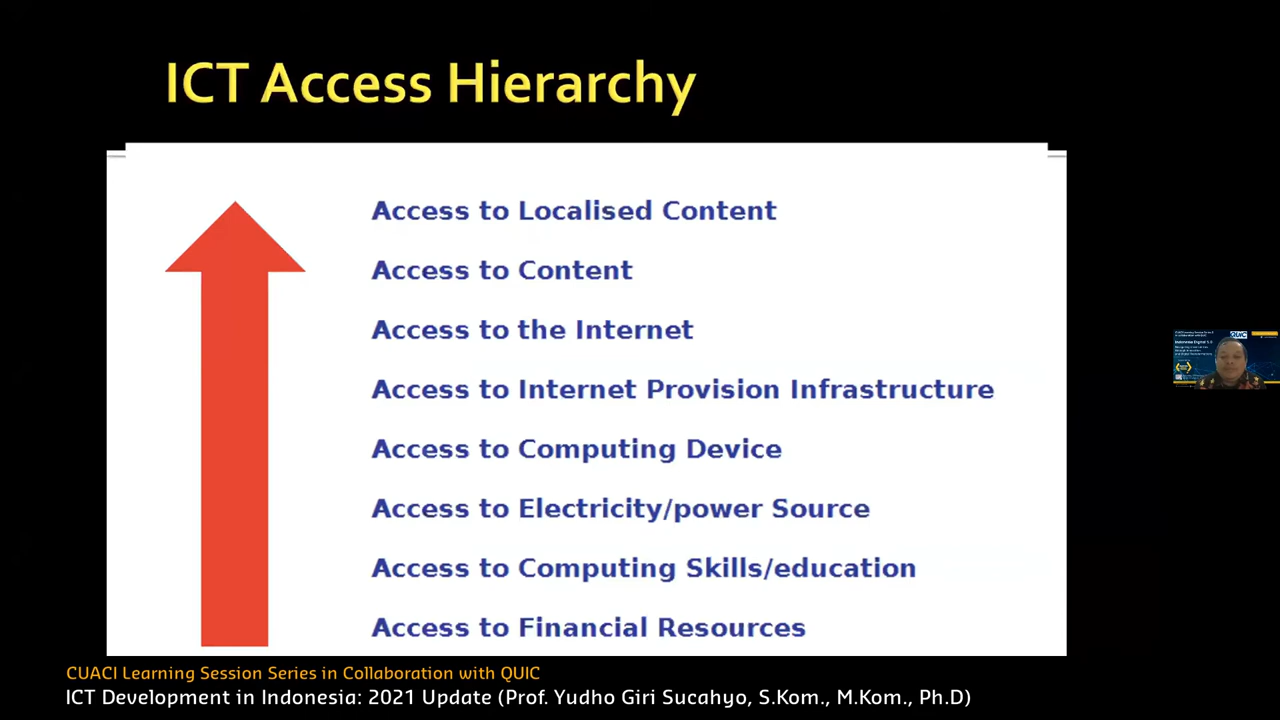 ICT Access Hierarchy
Access to Localised Content
Access to Content
Access to the Internet
Access to Internet Provision Infrastructure
Access to Computing Device
Access to Electricity/power Source
Access to Computing Skills/education
Access to Financial Resources
QUIC
CUACI Learning Session Series in Collaboration with QUIC
ICT Development in Indonesia: 2021 Update (Prof. Yudho Giri Sucahyo, S.Kom., M.Kom., Ph.D)